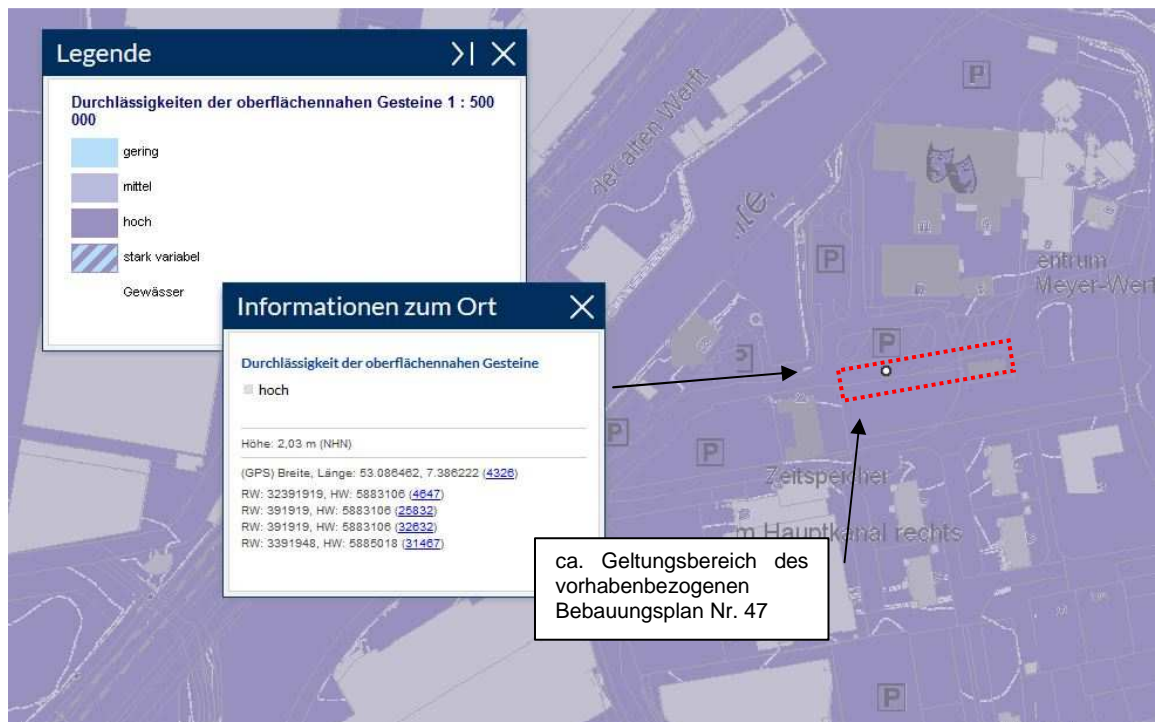 Legende
Durchlässigkeiten der oberflächennahen Gesteine 1 : 500
000
gering
mittel
hoch
stark variabel
Gewässer
Informationen zum Ort
Durchlässigkeit der oberflächennahen Gesteine
hoch
Höhe: 2,03 m (NHN)
(GPS) Breite, Länge: 53.086462, 7.386222 (4326)
RW: 32391919, HW: 5883106 (4647)
RW: 391919, HW: 5883106 (25832)
RW: 391919, HW: 5883106 (32632)
RW: 3391948, HW: 5885018 (31467)
ca. Geltungsbereich des
vorhabenbezogenen
Bebauungsplan Nr. 47
der alten Werft
P
P
entrum
Meyer-Wert
P
P
P
P
Zeitspeicher
m Hauptkanal rechts
P